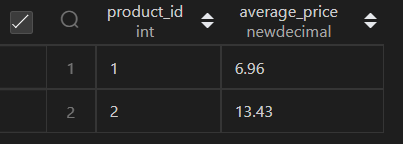 product_id average_price
int newdecimal
1 1 6.96
2 2 13.43